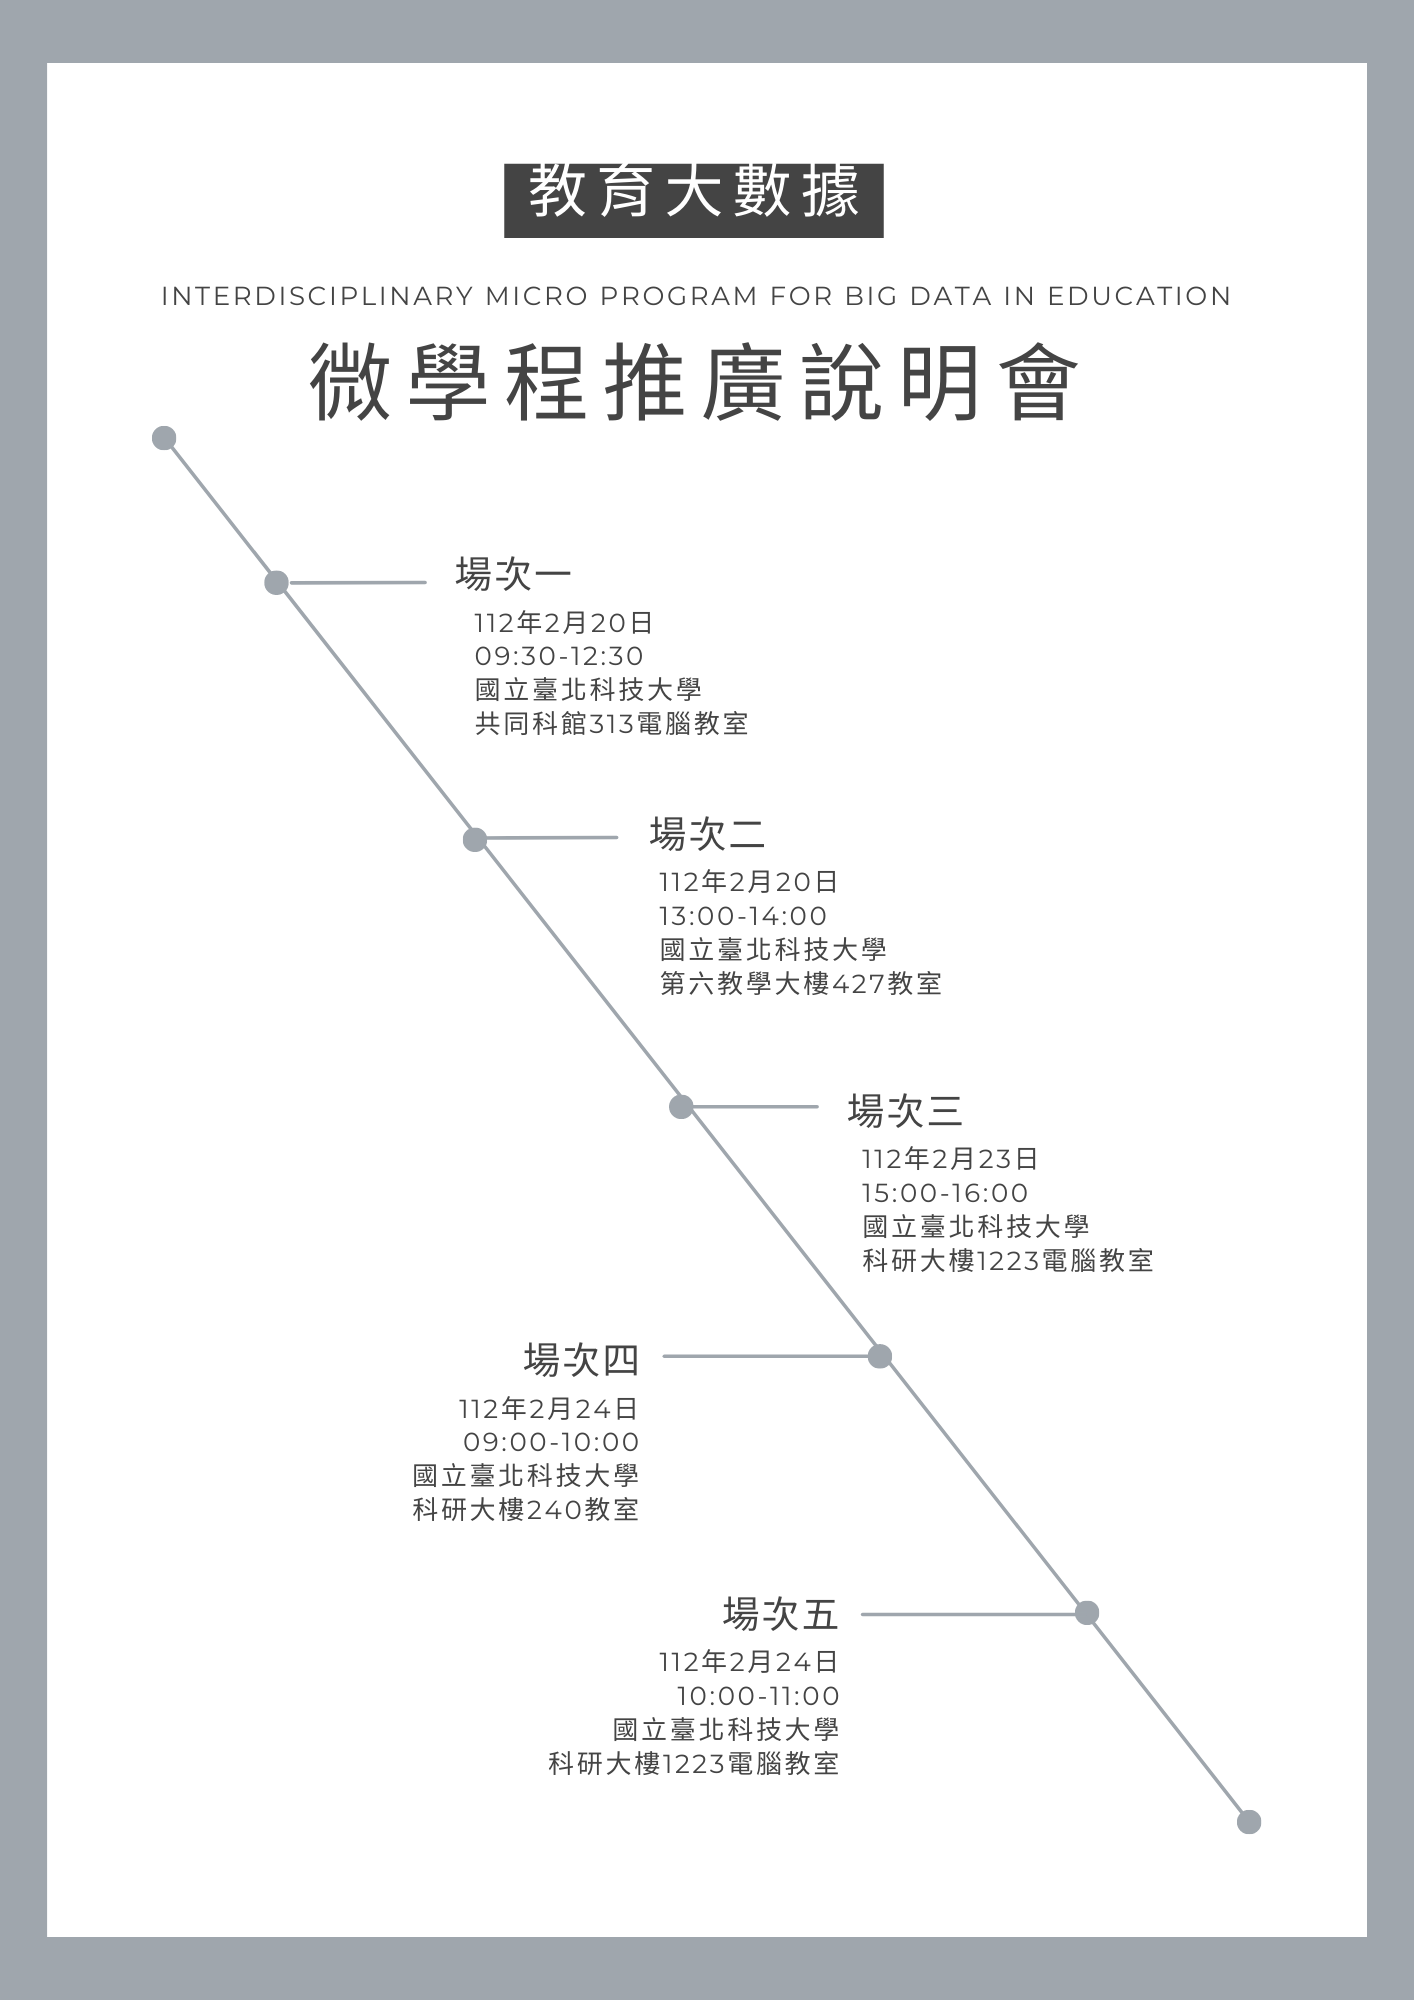 教育大數據
INTERDISCIPLINARY MICRO PROGRAM FOR BIG DATA IN EDUCATION
微學程推廣說明會
場次一
112年2月20日
09:30-12:30
國立臺北科技大學
共同科館313電腦教室
場次二
112年2月20日
13:00-14:00
國立臺北科技大學
第六教學大樓427教室
場次三
112年2月23日
15:00-16:00
國立臺北科技大學
科研大樓1223電腦教室
場次四
112年2月24日
09:00-10:00
國立臺北科技大學
科研大樓240教室
場次五
112年2月24日
10:00-11:00
國立臺北科技大學
科研大樓1223電腦教室